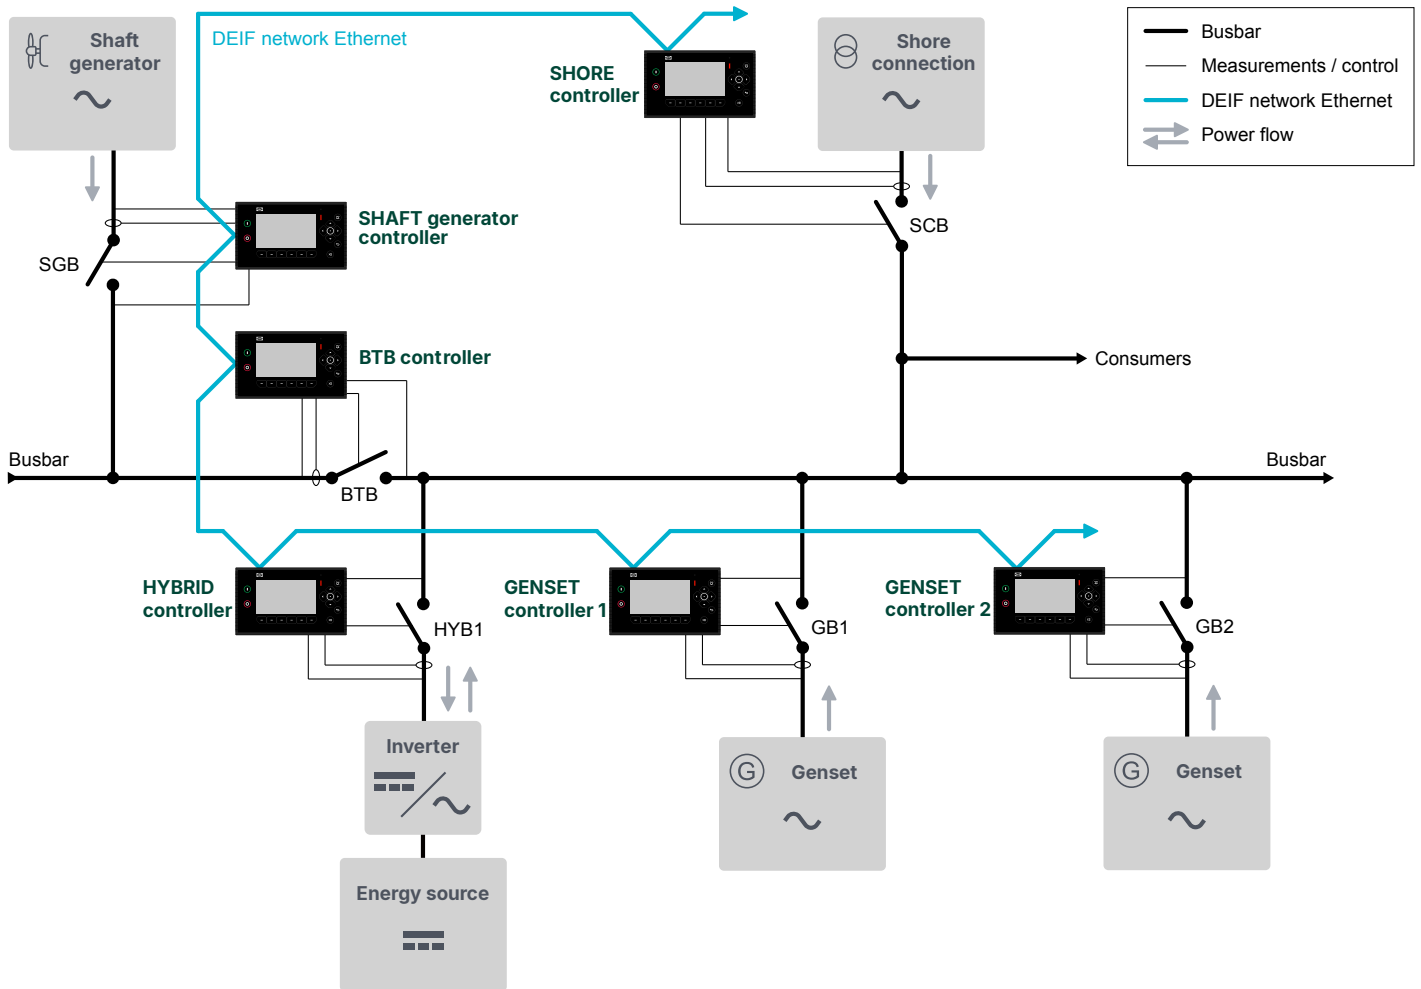 Shaft
generator
DEIF network Ethernet
SHORE
controller
Shore
connection
Busbar
Measurements / control
DEIF network Ethernet
Power flow
SHAFT generator
controller
SGB
SCB
BTB controller
Consumers
Busbar
BTB
Busbar
HYBRID
controller
HYB1
GENSET
controller 1
GB1
GENSET
controller 2
GB2
Inverter
G
Genset
G
Genset
Energy source